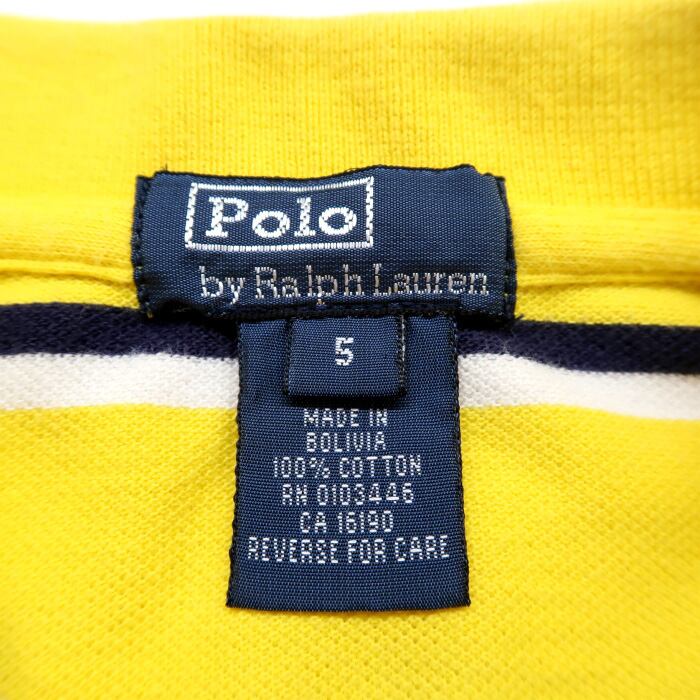 Polo
by Ralph Lauren
5
MADE IN
BOLIVIA
100% COTTON
RN 0103446
CA 16190
REVERSE FOR CARE